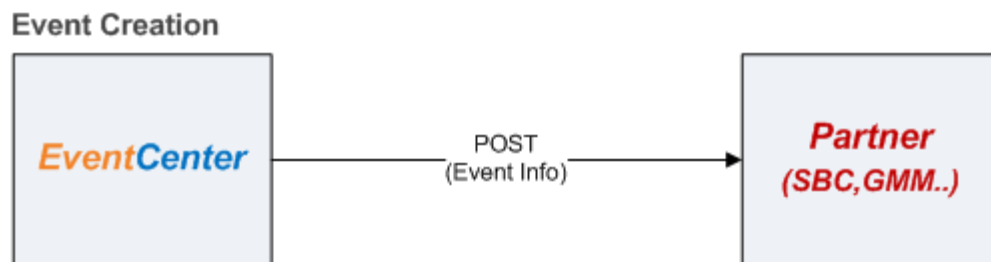 Event Creation
EventCenter
POST
(Event Info)
Partner
(SBC,GMM..)